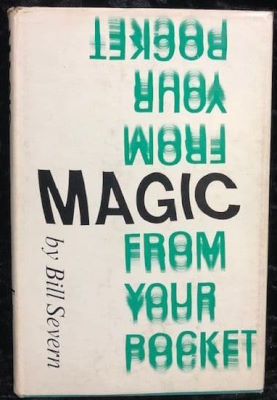 POCKET
YOUR
FROM
MAGIC
FROM
YOUR
POCKET
by Bill Severn